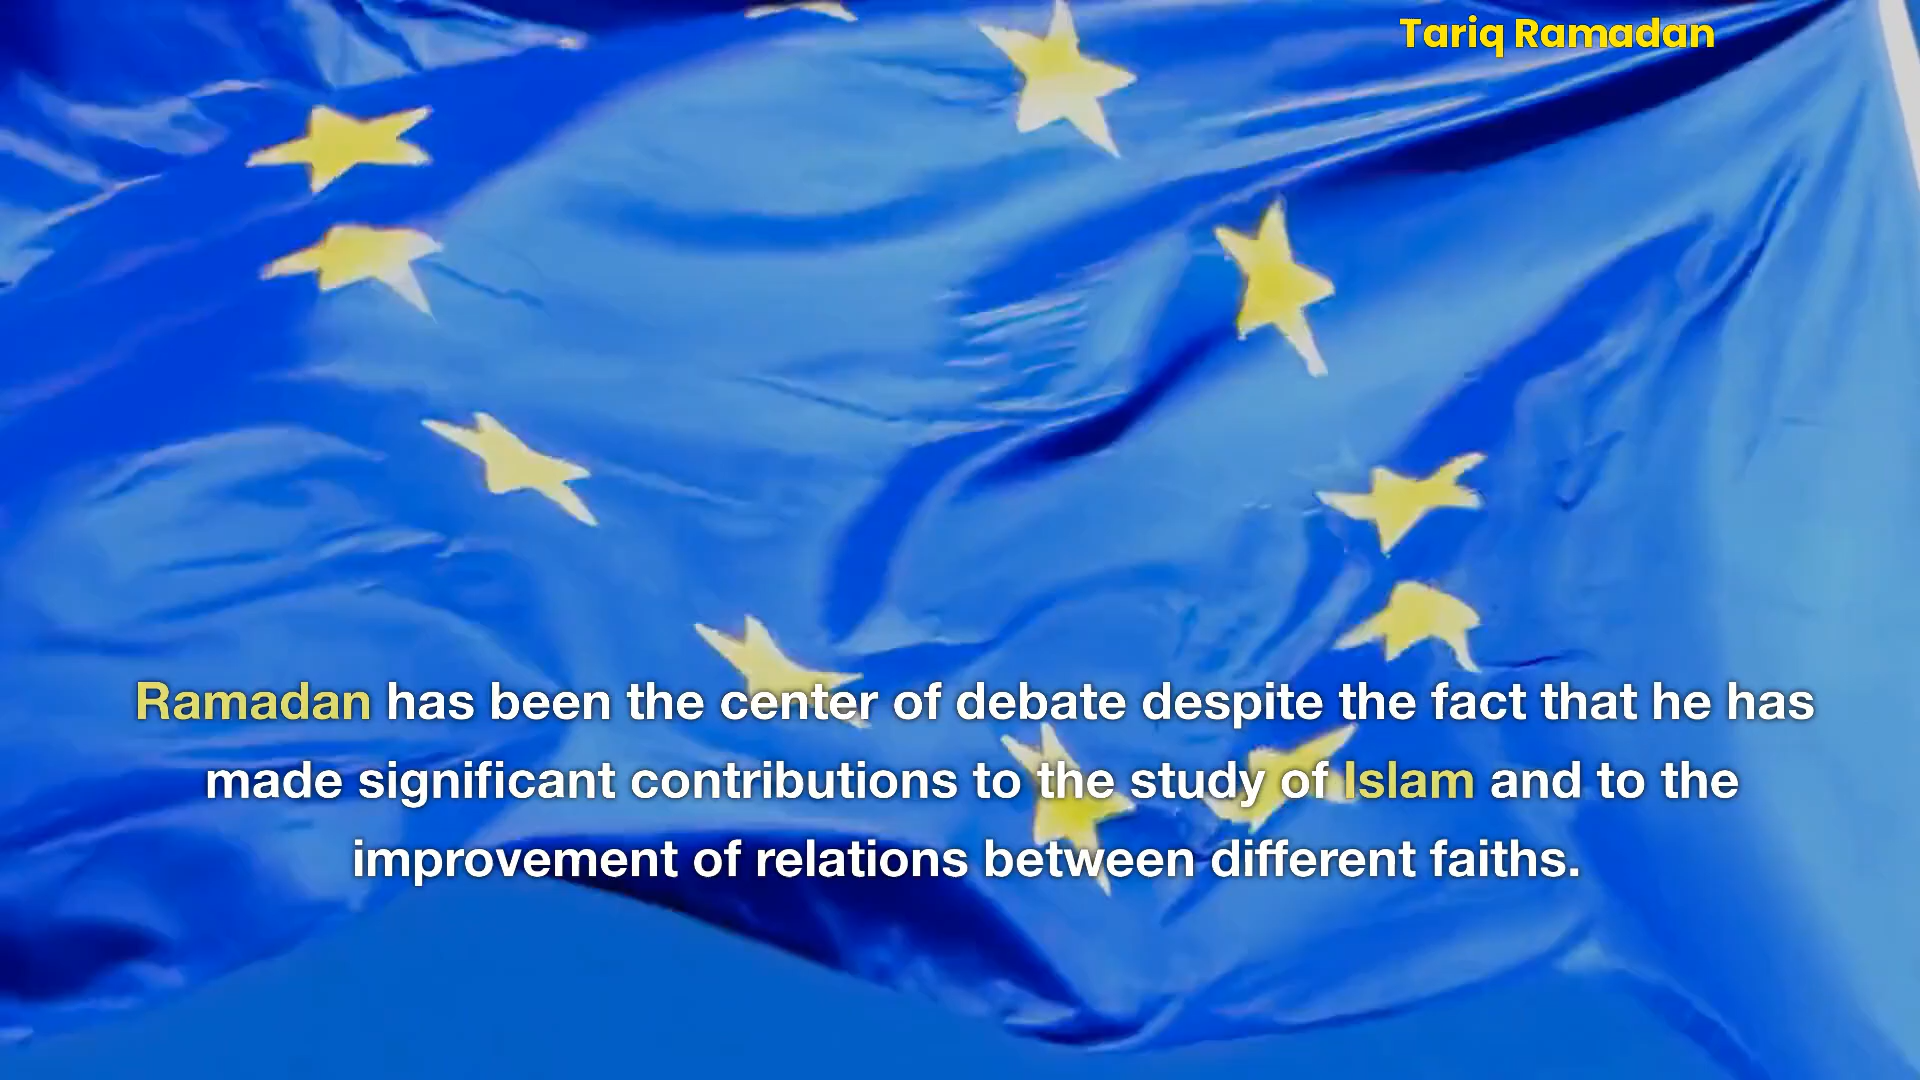 Tariq Ramadan
Ramadan has been the center of debate despite the fact that he has
made significant contributions to the study of Islam and to the
improvement of relations between different faiths.